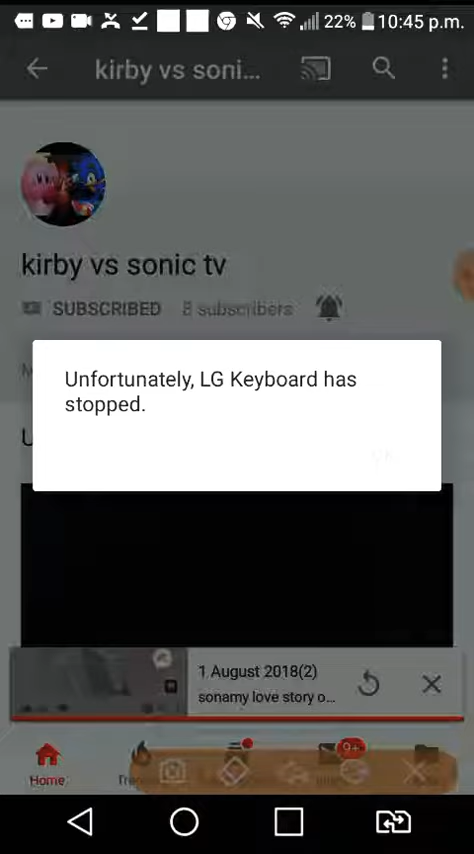 22% 10:45 p.m.
kirby vs soni...
kirby vs sonic tv
SUBSCRIBED 8 subscribers
Unfortunately, LG Keyboard has
stopped.
U
1 August 2018(2)
sonamy love story o...
9+
Home